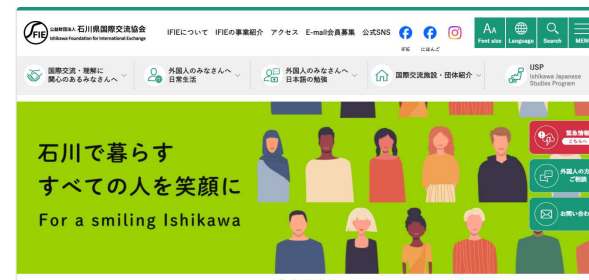 IFIE
公益財団法人 石川県国際交流協会
Ishikawa Foundation for International Exchange
IFIEについて IFIEの事業紹介 アクセス E-mail会員募集 公式SNS
IFIE にほんご
AA
Font size Language Search MENU
国際交流・理解に
関心のあるみなさんへ
外国人のみなさんへ
日常生活
外国人のみなさんへ
日本語の勉強
国際交流施設・団体紹介
IJSP
Ishikawa Japanese
Studies Program
石川で暮らす
すべての人を笑顔に
For a smiling Ishikawa
緊急情報
こちらへ
外国人の方
ご相談
お問い合わ